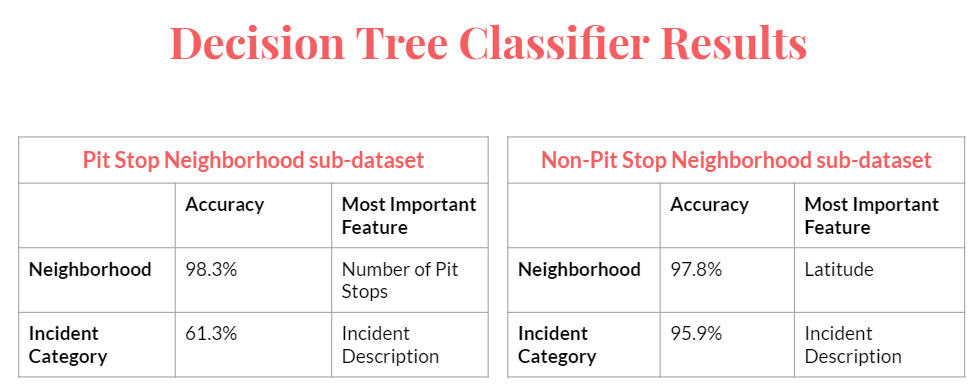 Decision Tree Classifier Results
Pit Stop Neighborhood sub-dataset
Accuracy
Most Important
Feature
Neighborhood
98.3%
Number of Pit
Stops
Incident
Category
61.3%
Incident
Description
Non-Pit Stop Neighborhood sub-dataset
Accuracy
Most Important
Feature
Neighborhood
97.8%
Latitude
Incident
Category
95.9%
Incident
Description